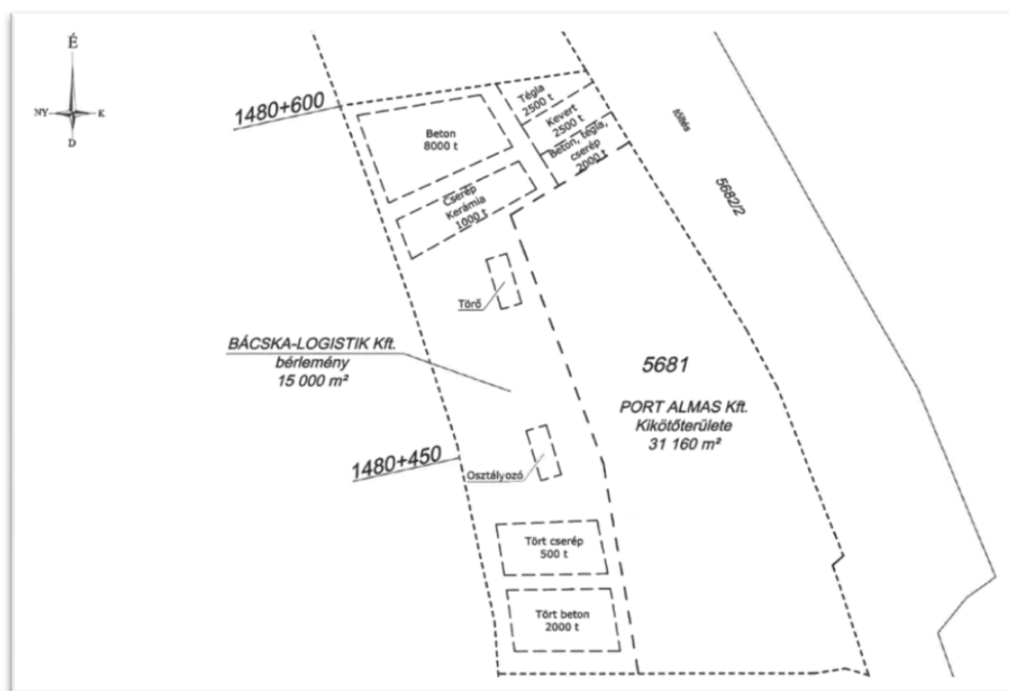 É
NY
K
D
1480+600
Beton
8000 t
Tégla
2500 t
Kevert
2500 t
Beton, tégla,
cserép
2000 t
Cserép
Kerámia
1000 t
töltés
5682/2
Törő
BÁCSKA-LOGISTIK Kft.
bérlemény
15 000 m²
5681
PORT ALMAS Kft.
Kikötőterülete
31 160 m²
1480+450
Osztályozó
Tört cserép
500 t
Tört beton
2000 t